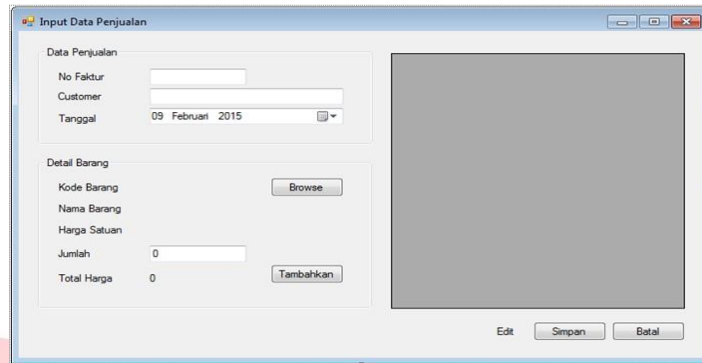 Input Data Penjualan
Data Penjualan
No Faktur
Customer
Tanggal 09 Februari 2015
Detail Barang
Kode Barang Browse
Nama Barang
Harga Satuan
Jumlah 0
Total Harga 0 Tambahkan
Edit Simpan Batal